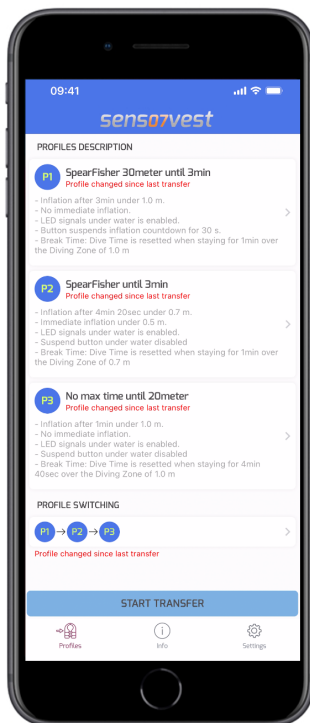 09:41
senso7vest
PROFILES DESCRIPTION
P1
SpearFisher 30meter until 3min
Profile changed since last transfer
- Inflation after 3min under 1.0 m.
- No immediate inflation.
- LED signals under water is enabled.
- Button suspends inflation countdown for 30 s.
- Break Time: Dive Time is resetted when staying for 1min over
the Diving Zone of 1.0 m
P2
SpearFisher until 3min
Profile changed since last transfer
- Inflation after 4min 20sec under 0.7 m.
- Immediate inflation under 0.5 m.
- LED signals under water is enabled.
- Suspend button under water disabled
- Break Time: Dive Time is resetted when staying for 1min over
the Diving Zone of 0.7 m
P3
No max time until 20meter
Profile changed since last transfer
- Inflation after 1min under 1.0 m.
- No immediate inflation.
- LED signals under water is enabled.
- Suspend button under water disabled
- Break Time: Dive Time is resetted when staying for 4min
40sec over the Diving Zone of 1.0 m
PROFILE SWITCHING
P1 → P2 → P3
Profile changed since last transfer
START TRANSFER
Profiles Info Settings